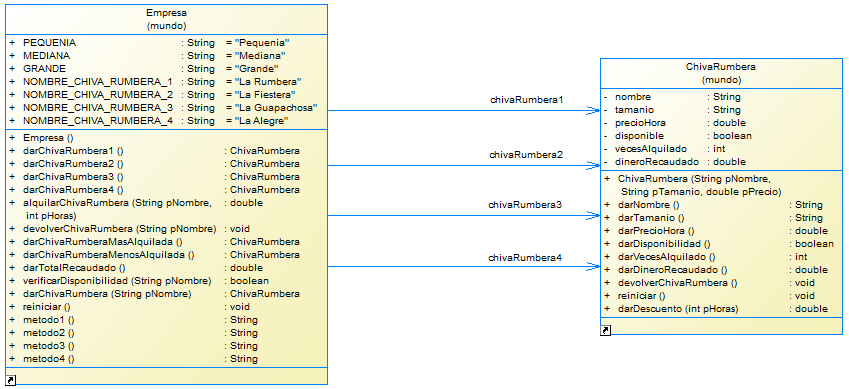 Empresa
(mundo)
+ PEQUENIA : String = "Pequenia"
+ MEDIANA : String = "Mediana"
+ GRANDE : String = "Grande"
+ NOMBRE_CHIVA_RUMBERA_1 : String = "La Rumbera"
+ NOMBRE_CHIVA_RUMBERA_2 : String = "La Fiestera"
+ NOMBRE_CHIVA_RUMBERA_3 : String = "La Guapachosa"
+ NOMBRE_CHIVA_RUMBERA_4 : String = "La Alegre"
+ Empresa ()
+ darChivaRumbera1 () : ChivaRumbera
+ darChivaRumbera2 () : ChivaRumbera
+ darChivaRumbera3 () : ChivaRumbera
+ darChivaRumbera4 () : ChivaRumbera
+ alquilarChivaRumbera (String pNombre, : double
int pHoras)
+ devolverChivaRumbera (String pNombre) : void
+ darChivaRumberaMasAlquilada () : ChivaRumbera
+ darChivaRumberaMenosAlquilada () : ChivaRumbera
+ darTotalRecaudado () : double
+ verificarDisponibilidad (String pNombre) : boolean
+ darChivaRumbera (String pNombre) : ChivaRumbera
+ reiniciar () : void
+ metodo1 () : String
+ metodo2 () : String
+ metodo3 () : String
+ metodo4 () : String
chivaRumbera1
chivaRumbera2
chivaRumbera3
chivaRumbera4
ChivaRumbera
(mundo)
- nombre : String
- tamanio : String
- precioHora : double
- disponible : boolean
- vecesAlquilado : int
- dineroRecaudado : double
+ ChivaRumbera (String pNombre,
String pTamanio, double pPrecio)
+ darNombre () : String
+ darTamanio () : String
+ darPrecioHora () : double
+ darDisponibilidad () : boolean
+ darVecesAlquilado () : int
+ darDineroRecaudado () : double
+ devolverChivaRumbera () : void
+ reiniciar () : void
+ darDescuento (int pHoras) : double